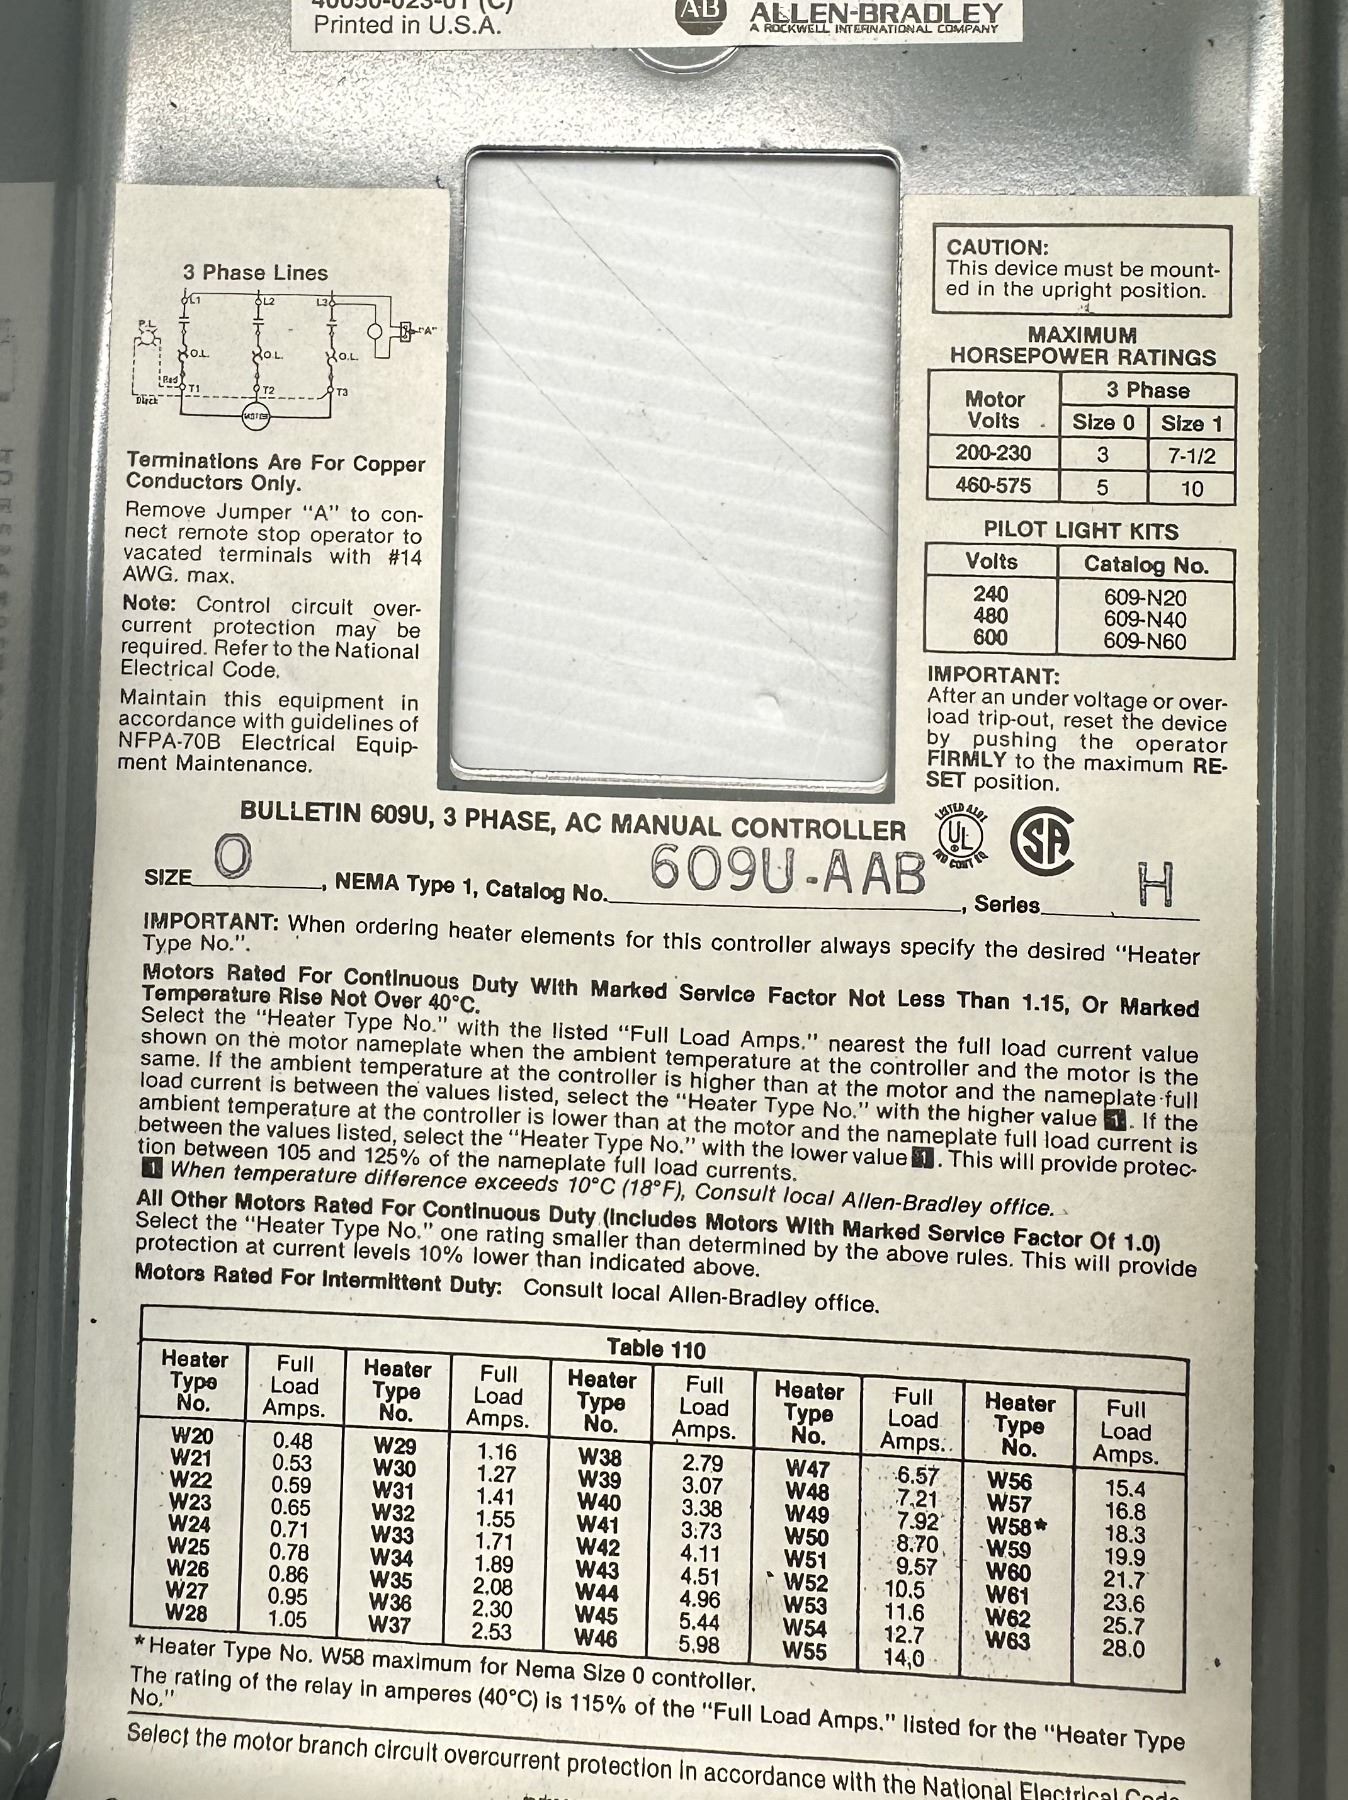 Printed in U.S.A.
AB
ALLEN-BRADLEY
A ROCKWELL INTERNATIONAL COMPANY
3 Phase Lines
L1
L2
L3
P.L.
"A"
O.L.
O.L.
O.L.
Red
T1
T2
T3
Black
MOTOR
Terminations Are For Copper
Conductors Only.
Remove Jumper "A" to con-
nect remote stop operator to
vacated terminals with #14
AWG. max.
Note: Control circuit over-
current protection may be
required. Refer to the National
Electrical Code.
Maintain this equipment in
accordance with guidelines of
NFPA-70B Electrical Equip-
ment Maintenance.
CAUTION:
This device must be mount-
ed in the upright position.
MAXIMUM
HORSEPOWER RATINGS
Motor Volts 3 Phase
Size 0 Size 1
200-230 3 7-1/2
460-575 5 10
PILOT LIGHT KITS
Volts Catalog No.
240 609-N20
480 609-N40
600 609-N60
IMPORTANT:
After an under voltage or over-
load trip-out, reset the device
by pushing the operator
FIRMLY to the maximum RE-
SET position.
BULLETIN 609U, 3 PHASE, AC MANUAL CONTROLLER
LISTED
UL
IND CONT EQ
SA
SIZE 0, NEMA Type 1, Catalog No. 609U-AAB, Series H
IMPORTANT: When ordering heater elements for this controller always specify the desired "Heater
Type No.".
Motors Rated For Continuous Duty With Marked Service Factor Not Less Than 1.15, Or Marked
Temperature Rise Not Over 40°C.
Select the "Heater Type No." with the listed "Full Load Amps." nearest the full load current value
shown on the motor nameplate when the ambient temperature at the controller and the motor is the
same. If the ambient temperature at the controller is higher than at the motor and the nameplate full
load current is between the values listed, select the "Heater Type No." with the higher value 1. If the
ambient temperature at the controller is lower than at the motor and the nameplate full load current is
between the values listed, select the "Heater Type No." with the lower value 1. This will provide protec-
tion between 105 and 125% of the nameplate full load currents.
1 When temperature difference exceeds 10°C (18°F), Consult local Allen-Bradley office.
All Other Motors Rated For Continuous Duty (Includes Motors With Marked Service Factor Of 1.0)
Select the "Heater Type No." one rating smaller than determined by the above rules. This will provide
protection at current levels 10% lower than indicated above.
Motors Rated For Intermittent Duty: Consult local Allen-Bradley office.
Table 110
Heater Type No. Full Load Amps. Heater Type No. Full Load Amps. Heater Type No. Full Load Amps. Heater Type No. Full Load Amps. Heater Type No. Full Load Amps.
W20 0.48 W29 1.16 W38 2.79 W47 6.57 W56 15.4
W21 0.53 W30 1.27 W39 3.07 W48 7.21 W57 16.8
W22 0.59 W31 1.41 W40 3.38 W49 7.92 W58* 18.3
W23 0.65 W32 1.55 W41 3.73 W50 8.70 W59 19.9
W24 0.71 W33 1.71 W42 4.11 W51 9.57 W60 21.7
W25 0.78 W34 1.89 W43 4.51 W52 10.5 W61 23.6
W26 0.86 W35 2.08 W44 4.96 W53 11.6 W62 25.7
W27 0.95 W36 2.30 W45 5.44 W54 12.7 W63 28.0
W28 1.05 W37 2.53 W46 5.98 W55 14.0
*Heater Type No. W58 maximum for Nema Size 0 controller.
The rating of the relay in amperes (40°C) is 115% of the "Full Load Amps." listed for the "Heater Type
No."
Select the motor branch circuit overcurrent protection in accordance with the National Electrical Code